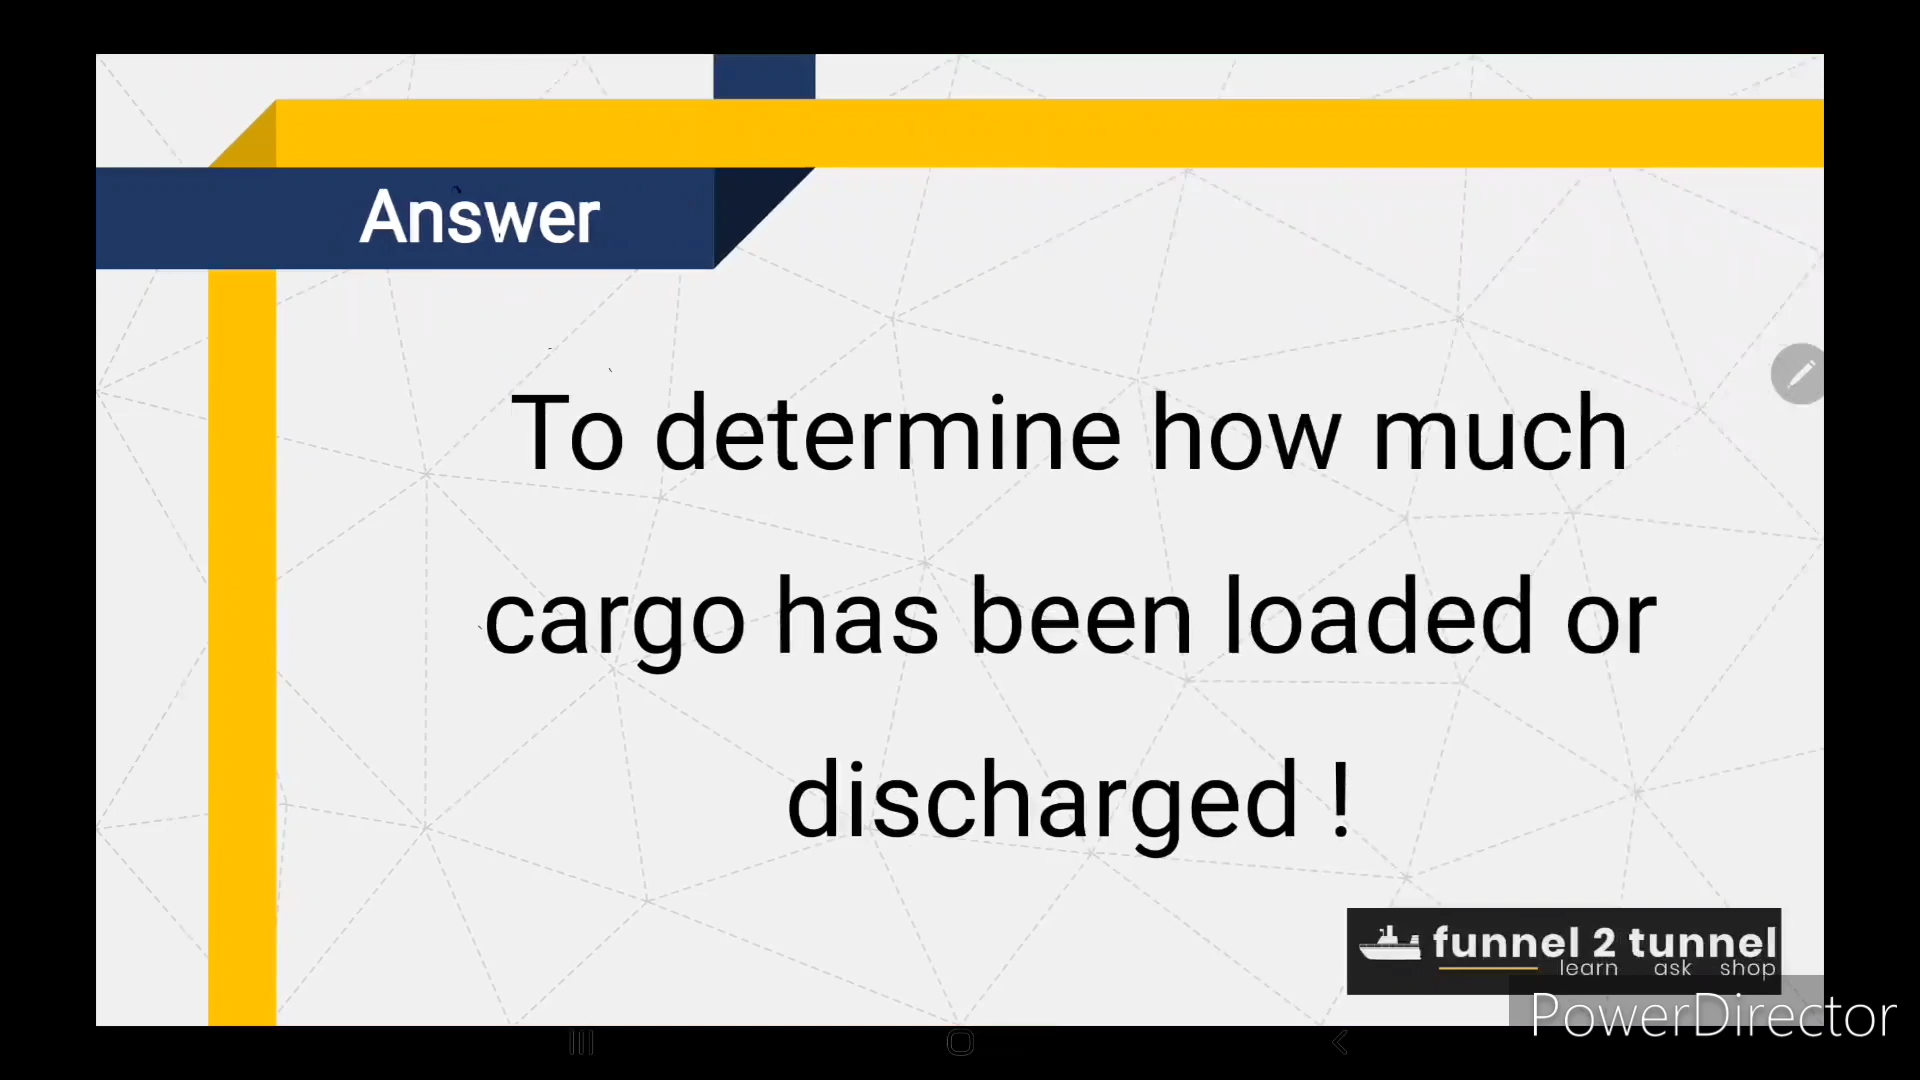 Answer
To determine how much
cargo has been loaded or
discharged !
funnel 2 tunnel
learn ask shop
PowerDirector